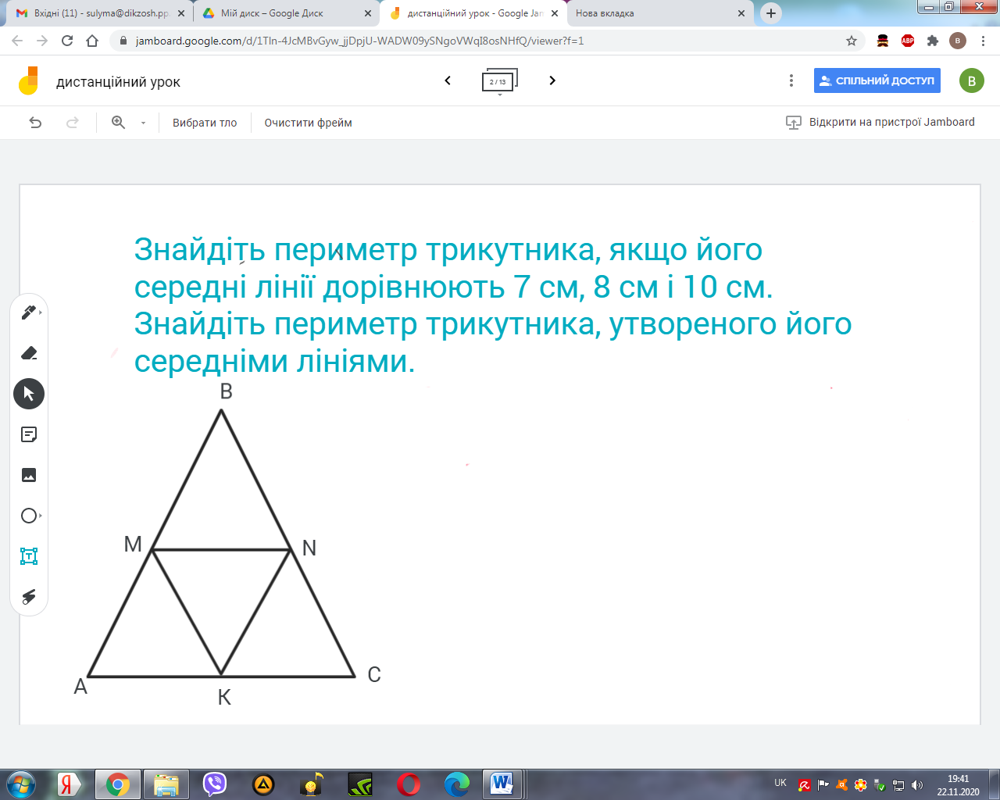 Вхідні (11) - sulyma@dikzosh.pp.
Мій диск – Google Диск
дистанційний урок - Google Jam
Нова вкладка
jamboard.google.com/d/1TIn-4JcMBvGyw_jjDpjU-WADW09ySNgoVWqI8osNHfQ/viewer?f=1
ABP
B
дистанційний урок
2 / 13
СПІЛЬНИЙ ДОСТУП
B
Вибрати тло
Очистити фрейм
Відкрити на пристрої Jamboard
Знайдіть периметр трикутника, якщо його
середні лінії дорівнюють 7 см, 8 см і 10 см.
Знайдіть периметр трикутника, утвореного його
середніми лініями.
B
M
N
A
K
C
UK
19:41
22.11.2020